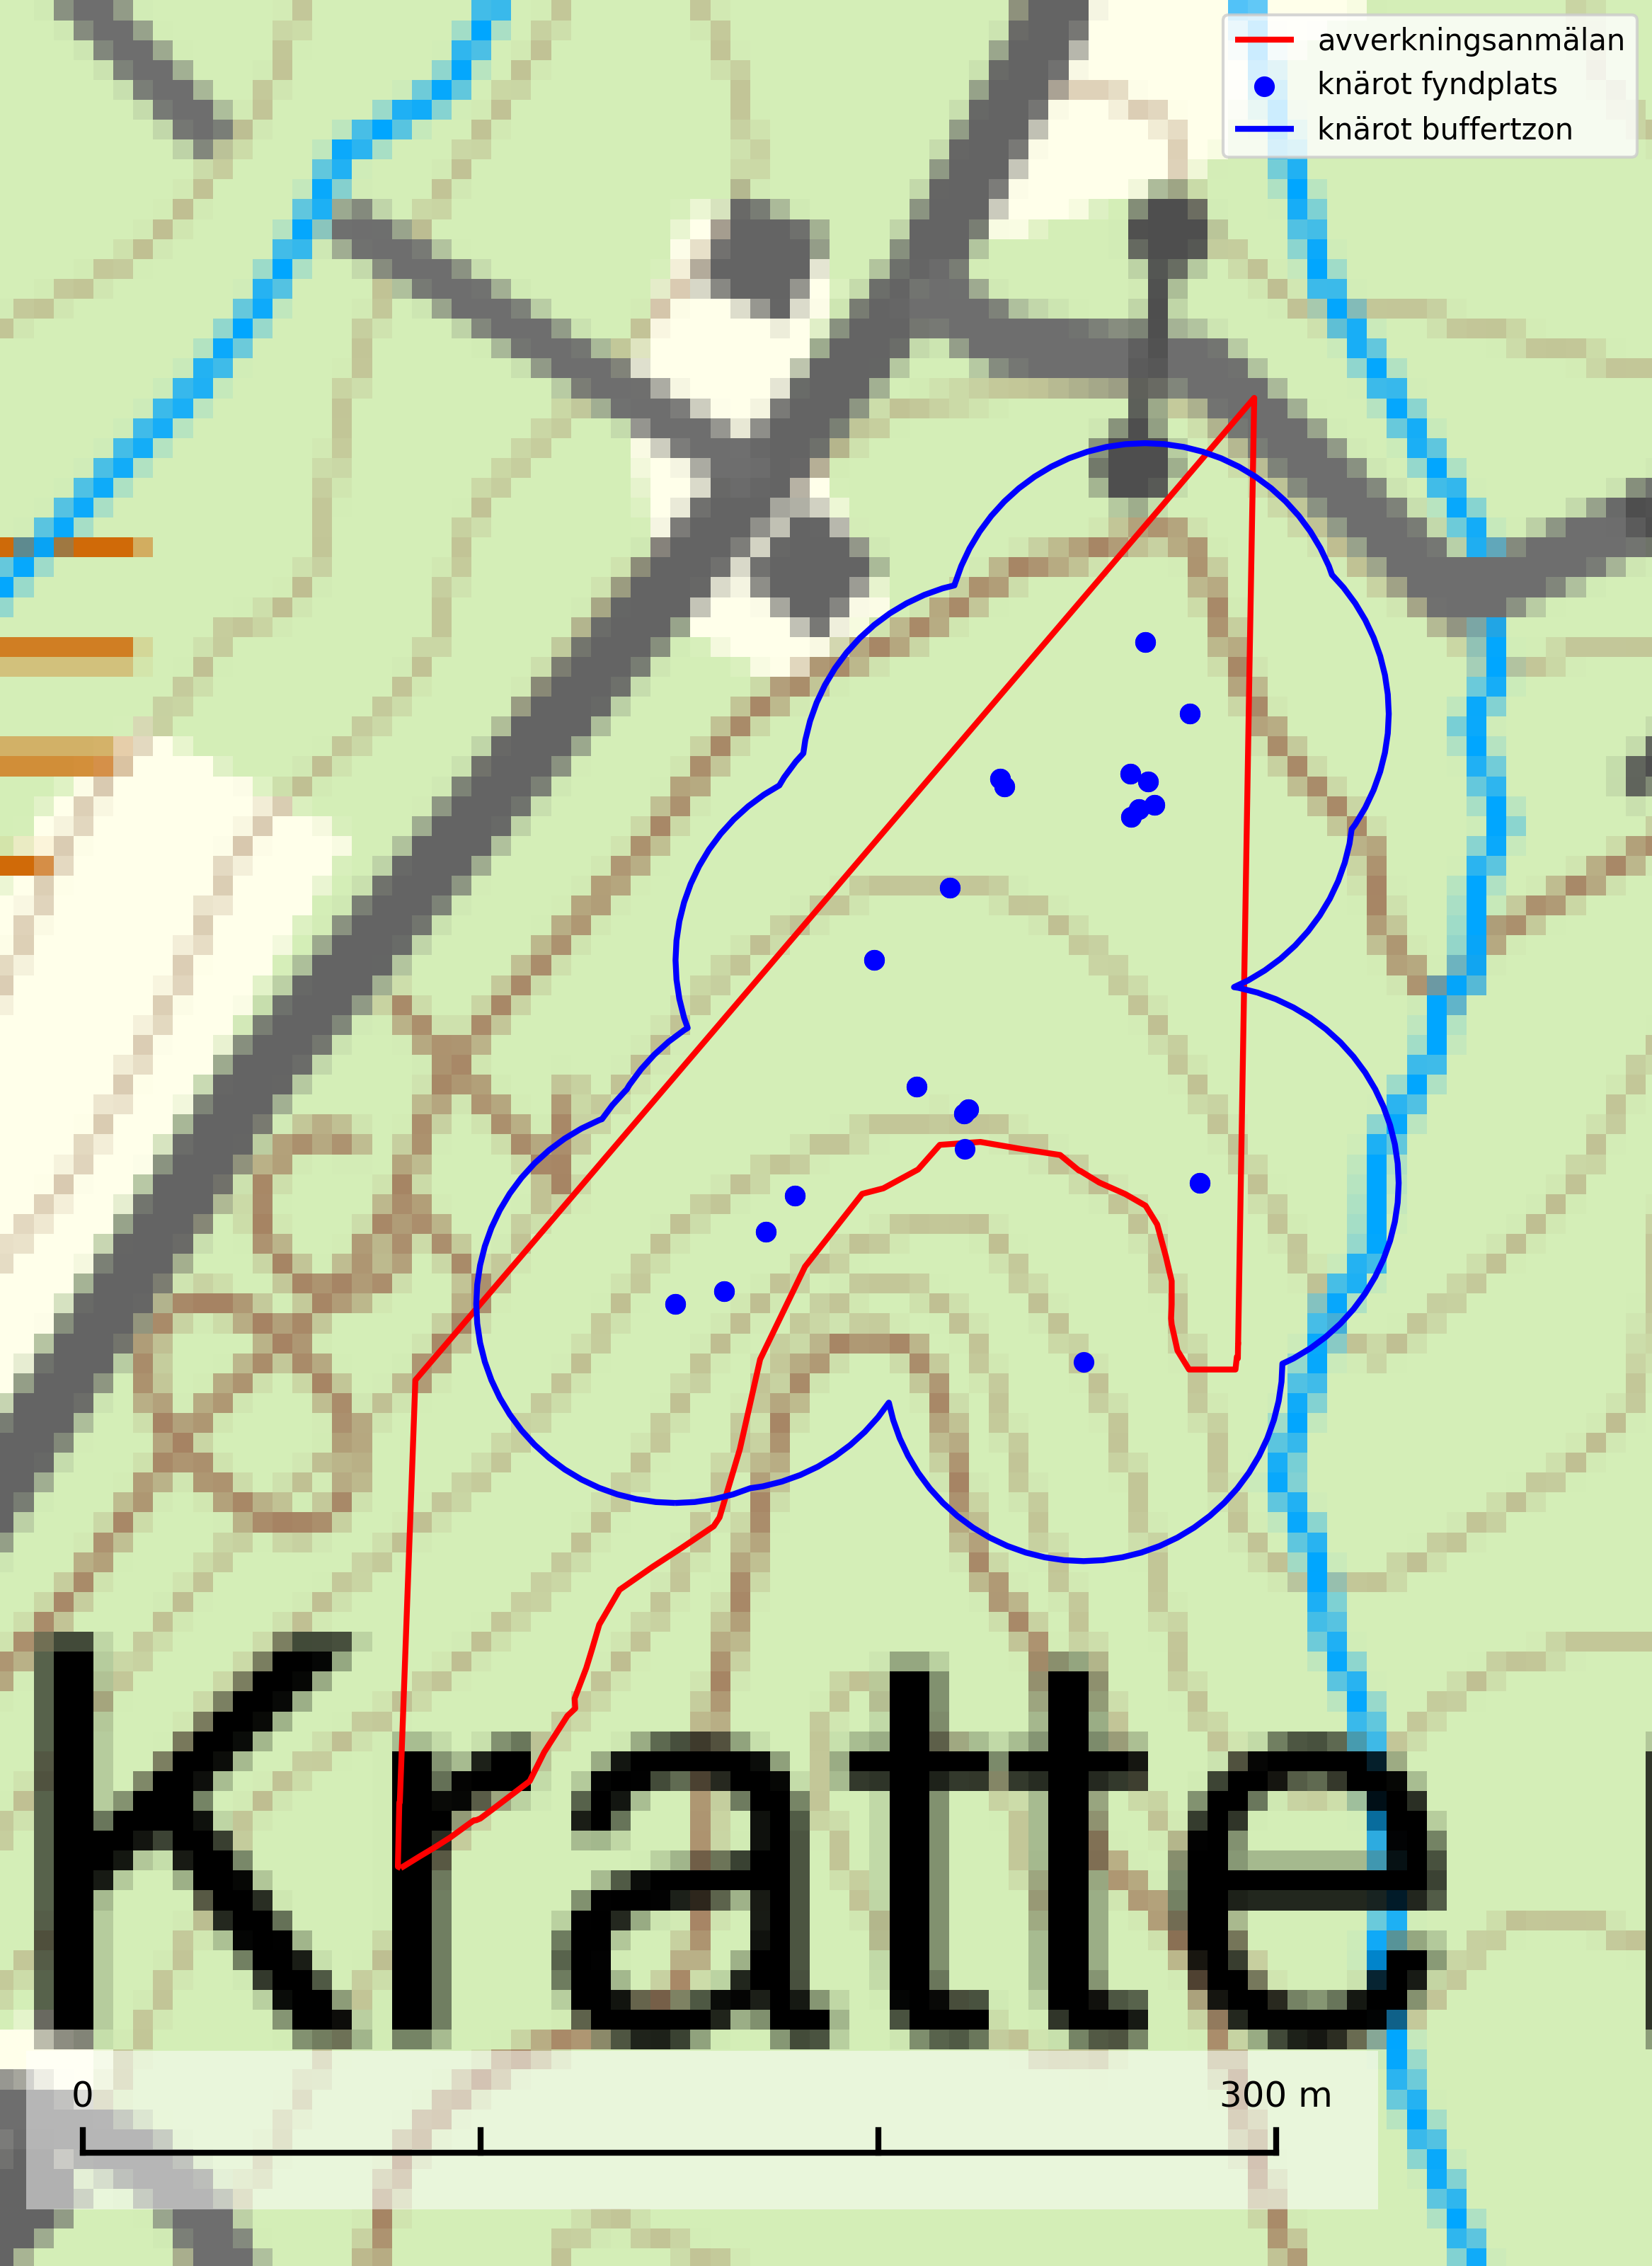 avverkningsanmälan
knärot fyndplats
knärot buffertzon
Kratte
0 300 m